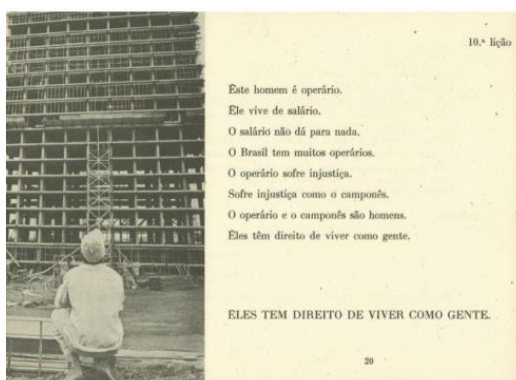 10.ª lição
Êste homem é operário.
Êle vive de salário.
O salário não dá para nada.
O Brasil tem muitos operários.
O operário sofre injustiça.
Sofre injustiça como o camponês.
O operário e o camponês são homens.
Êles têm direito de viver como gente.
ÊLES TEM DIREITO DE VIVER COMO GENTE.
20